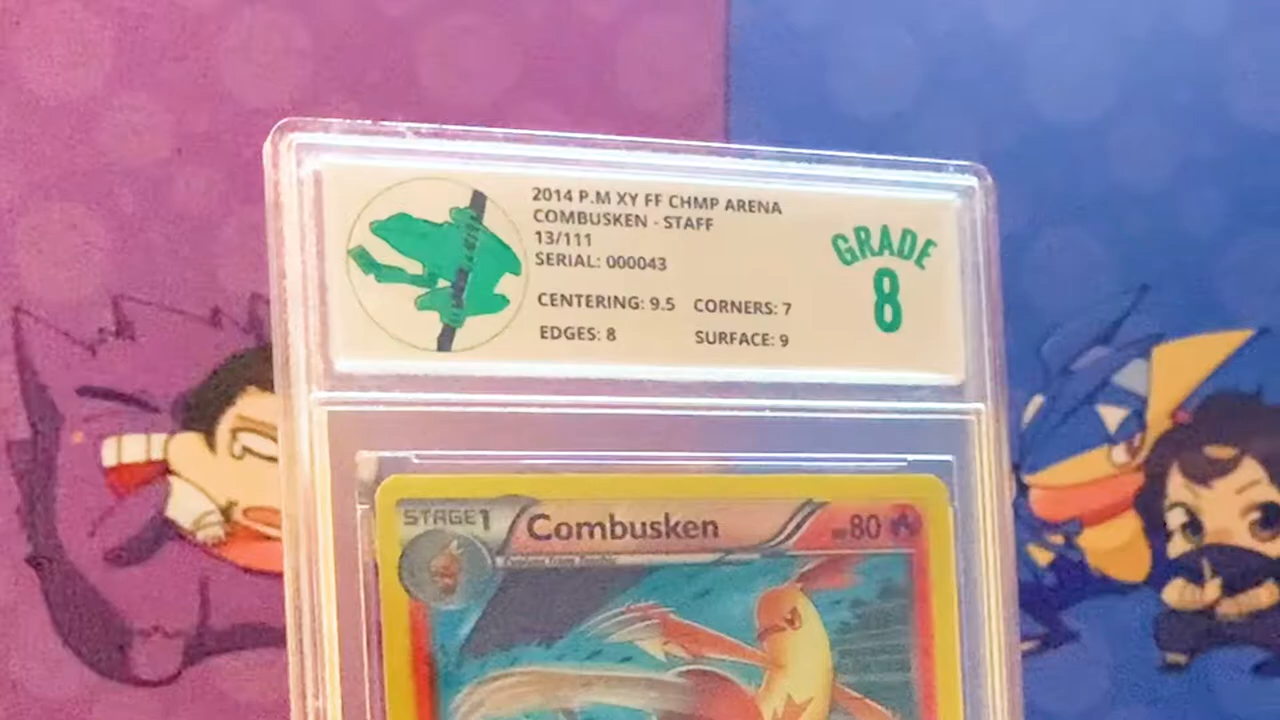 2014 P.M XY FF CHMP ARENA
COMBUSKEN - STAFF
13/111
SERIAL: 000043
CENTERING: 9.5 CORNERS: 7
EDGES: 8 SURFACE: 9
GRADE
8
STAGE1 Combusken HP80